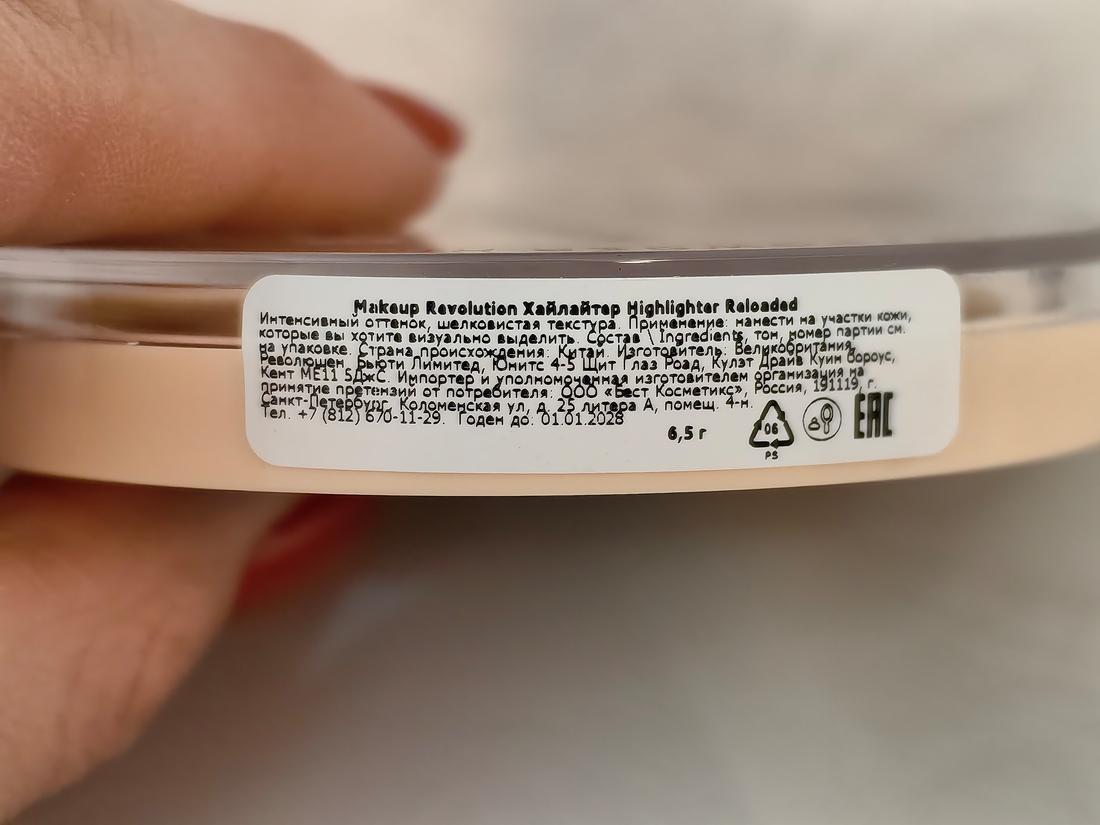 Makeup Revolution Хайлайтер Highlighter Reloaded
Интенсивный оттенок, шелковистая текстура. Применение: нанести на участки кожи,
которые вы хотите визуально выделить. Состав \ Ingredients, тон, номер партии см.
на упаковке. Страна происхождения: Китай. Изготовитель: Великобритания,
Революшен Бьюти Лимитед, Юнитс 4-5 Щит Глаз Роад, Кулэт Драйв Куин Бороус,
Кент МЕ11 5ДжС. Импортер и уполномоченная изготовителем организация на
принятие претензий от потребителя: ООО «Бест Косметикс», Россия, 191119, г.
Санкт-Петербург, Коломенская ул, д. 25 литера А, помещ. 4-н.
Тел. +7 (812) 670-11-29. Годен до: 01.01.2028
6,5 г
06
PS
EAC